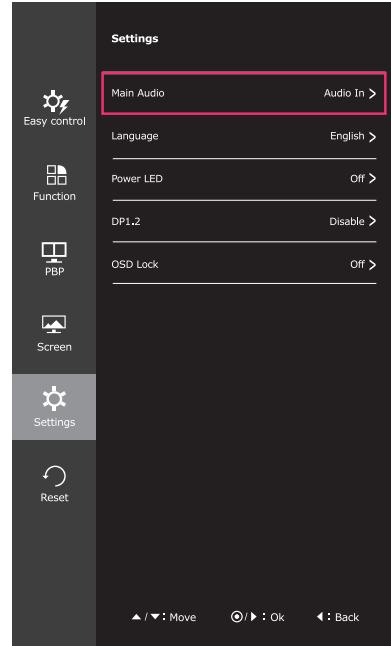 Settings
Main Audio Audio In >
Language English >
Power LED Off >
DP1.2 Disable >
OSD Lock Off >
Easy control
Function
PBP
Screen
Settings
Reset
▲ / ▼ : Move ⦿/▶ : Ok ◀ : Back